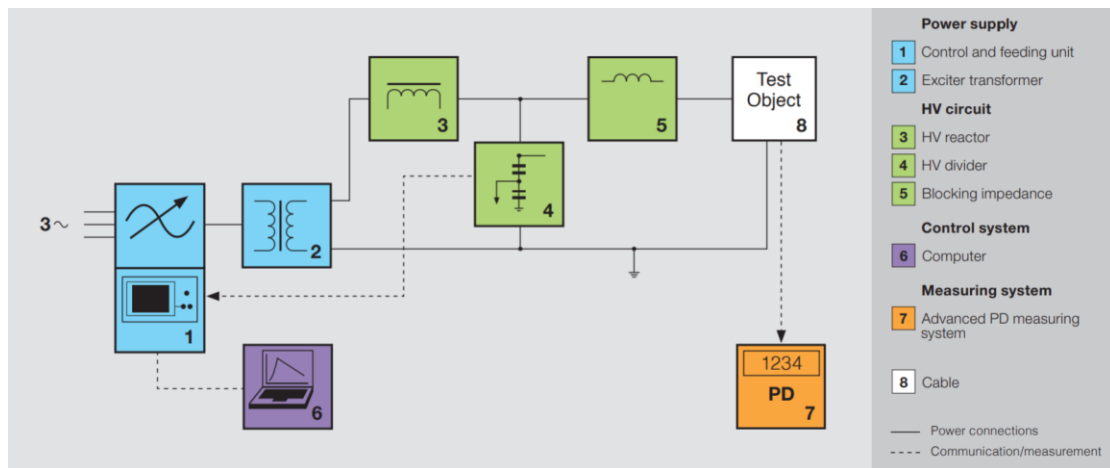 3~
1
2
3
4
5
Test
Object
8
6
1234
PD
7
Power supply
1 Control and feeding unit
2 Exciter transformer
HV circuit
3 HV reactor
4 HV divider
5 Blocking impedance
Control system
6 Computer
Measuring system
7 Advanced PD measuring
system
8 Cable
Power connections
Communication/measurement